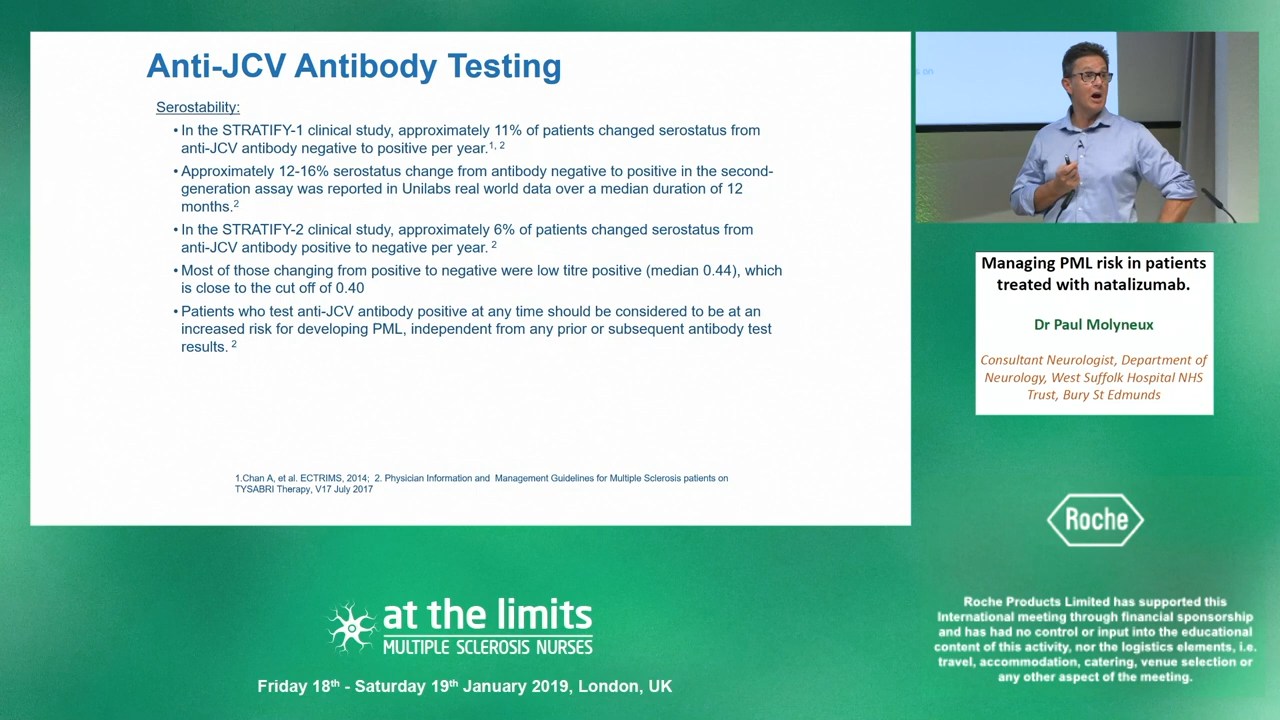 Anti-JCV Antibody Testing
Serostability:
• In the STRATIFY-1 clinical study, approximately 11% of patients changed serostatus from
anti-JCV antibody negative to positive per year.1, 2
• Approximately 12-16% serostatus change from antibody negative to positive in the second-
generation assay was reported in Unilabs real world data over a median duration of 12
months.2
• In the STRATIFY-2 clinical study, approximately 6% of patients changed serostatus from
anti-JCV antibody positive to negative per year. 2
• Most of those changing from positive to negative were low titre positive (median 0.44), which
is close to the cut off of 0.40
• Patients who test anti-JCV antibody positive at any time should be considered to be at an
increased risk for developing PML, independent from any prior or subsequent antibody test
results. 2
1.Chan A, et al. ECTRIMS, 2014; 2. Physician Information and Management Guidelines for Multiple Sclerosis patients on
TYSABRI Therapy, V17 July 2017
Managing PML risk in patients
treated with natalizumab.
Dr Paul Molyneux
Consultant Neurologist, Department of
Neurology, West Suffolk Hospital NHS
Trust, Bury St Edmunds
Roche
Roche Products Limited has supported this
International meeting through financial sponsorship
and has had no control or input into the educational
content of this activity, nor the logistics elements, i.e.
travel, accommodation, catering, venue selection or
any other aspect of the meeting.
at the limits
MULTIPLE SCLEROSIS NURSES
Friday 18th - Saturday 19th January 2019, London, UK